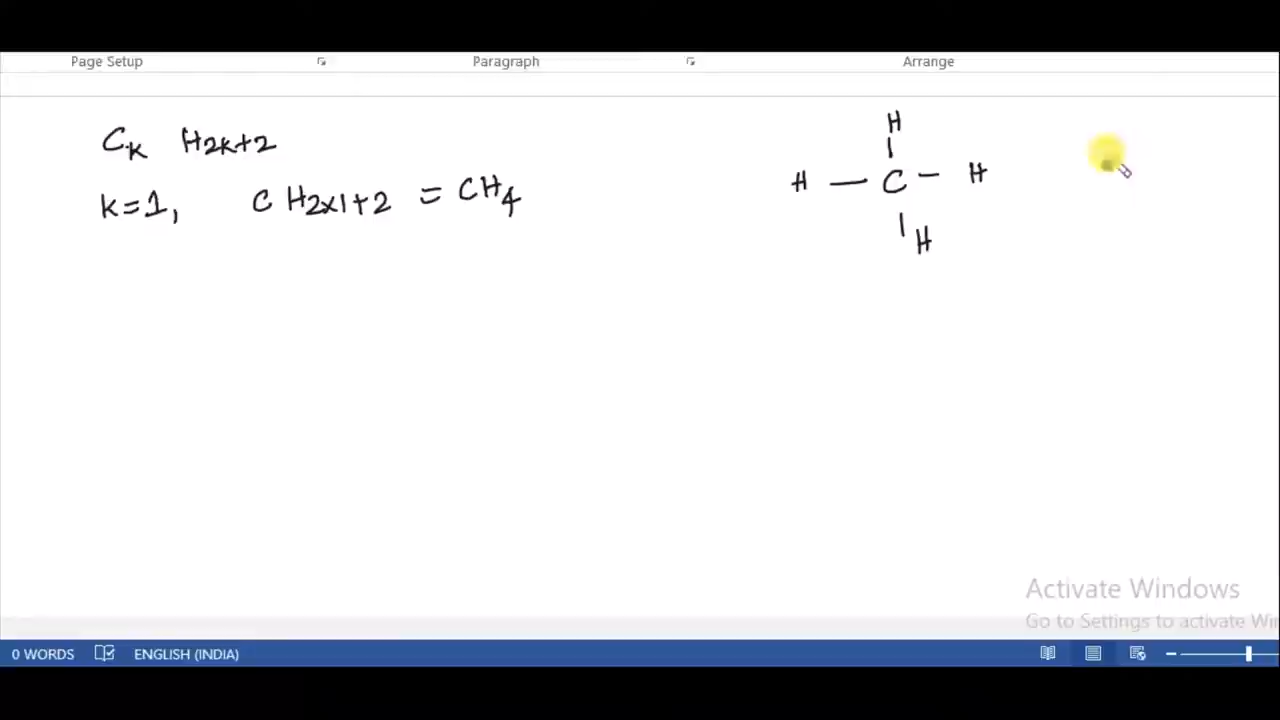 Page Setup Paragraph Arrange
Ck H2k+2
k=1, CH2x1+2 = CH4
H
H — C — H
H
Activate Windows
Go to Settings to activate Wi
0 WORDS ENGLISH (INDIA)